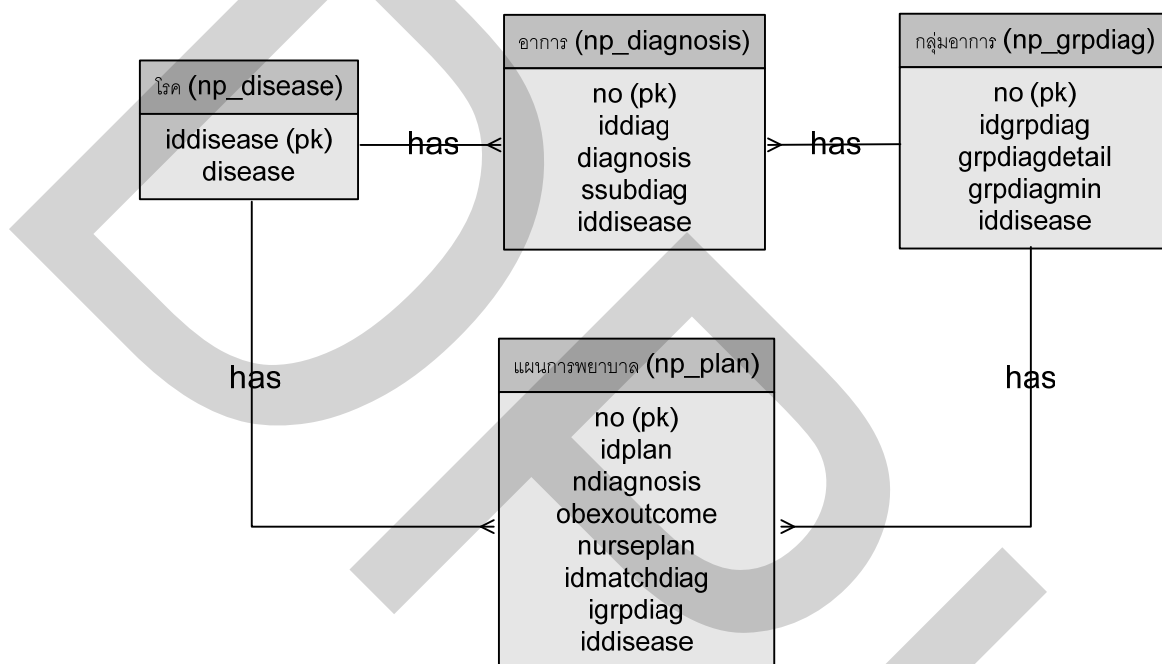 โรค (np_disease)
iddisease (pk)
disease
has
อาการ (np_diagnosis)
no (pk)
iddiag
diagnosis
ssubdiag
iddisease
has
กลุ่มอาการ (np_grpdiag)
no (pk)
idgrpdiag
grpdiagdetail
grpdiagmin
iddisease
has
แผนการพยาบาล (np_plan)
no (pk)
idplan
ndiagnosis
obexoutcome
nurseplan
idmatchdiag
igrpdiag
iddisease
has